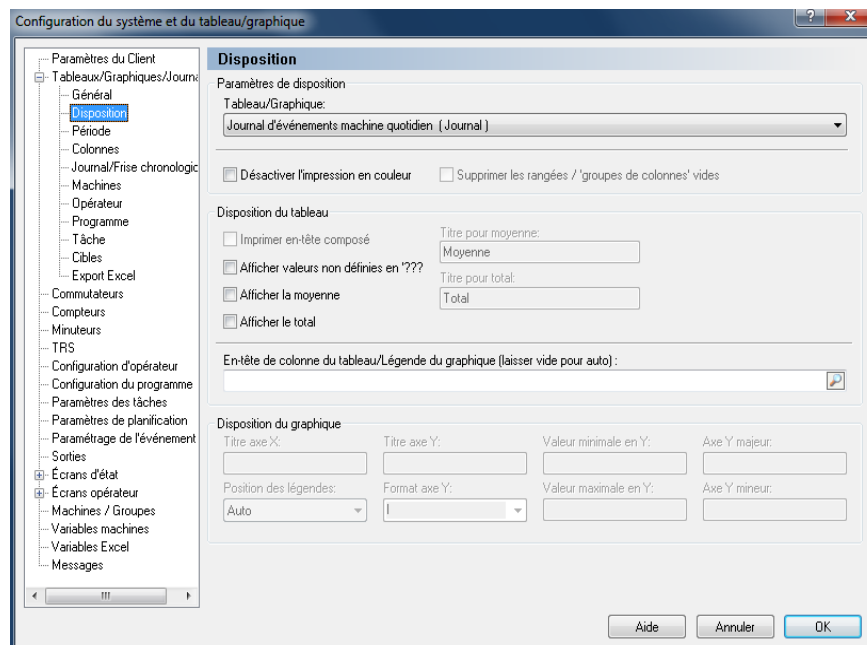 Configuration du système et du tableau/graphique
Paramètres du Client
Tableaux/Graphiques/Journa
Général
Disposition
Période
Colonnes
Journal/Frise chronologic
Machines
Opérateur
Programme
Tâche
Cibles
Export Excel
Commutateurs
Compteurs
Minuteurs
TRS
Configuration d'opérateur
Configuration du programme
Paramètres des tâches
Paramètres de planification
Paramétrage de l'événement
Sorties
Écrans d'état
Écrans opérateur
Machines / Groupes
Variables machines
Variables Excel
Messages
Disposition
Paramètres de disposition
Tableau/Graphique:
Journal d'événements machine quotidien ( Journal )
Désactiver l'impression en couleur
Supprimer les rangées / 'groupes de colonnes' vides
Disposition du tableau
Imprimer en-tête composé
Afficher valeurs non définies en '???
Afficher la moyenne
Afficher le total
Titre pour moyenne:
Moyenne
Titre pour total:
Total
En-tête de colonne du tableau/Légende du graphique (laisser vide pour auto) :
Disposition du graphique
Titre axe X:
Titre axe Y:
Valeur minimale en Y:
Axe Y majeur:
Position des légendes:
Format axe Y:
Valeur maximale en Y:
Axe Y mineur:
Auto
Aide
Annuler
OK